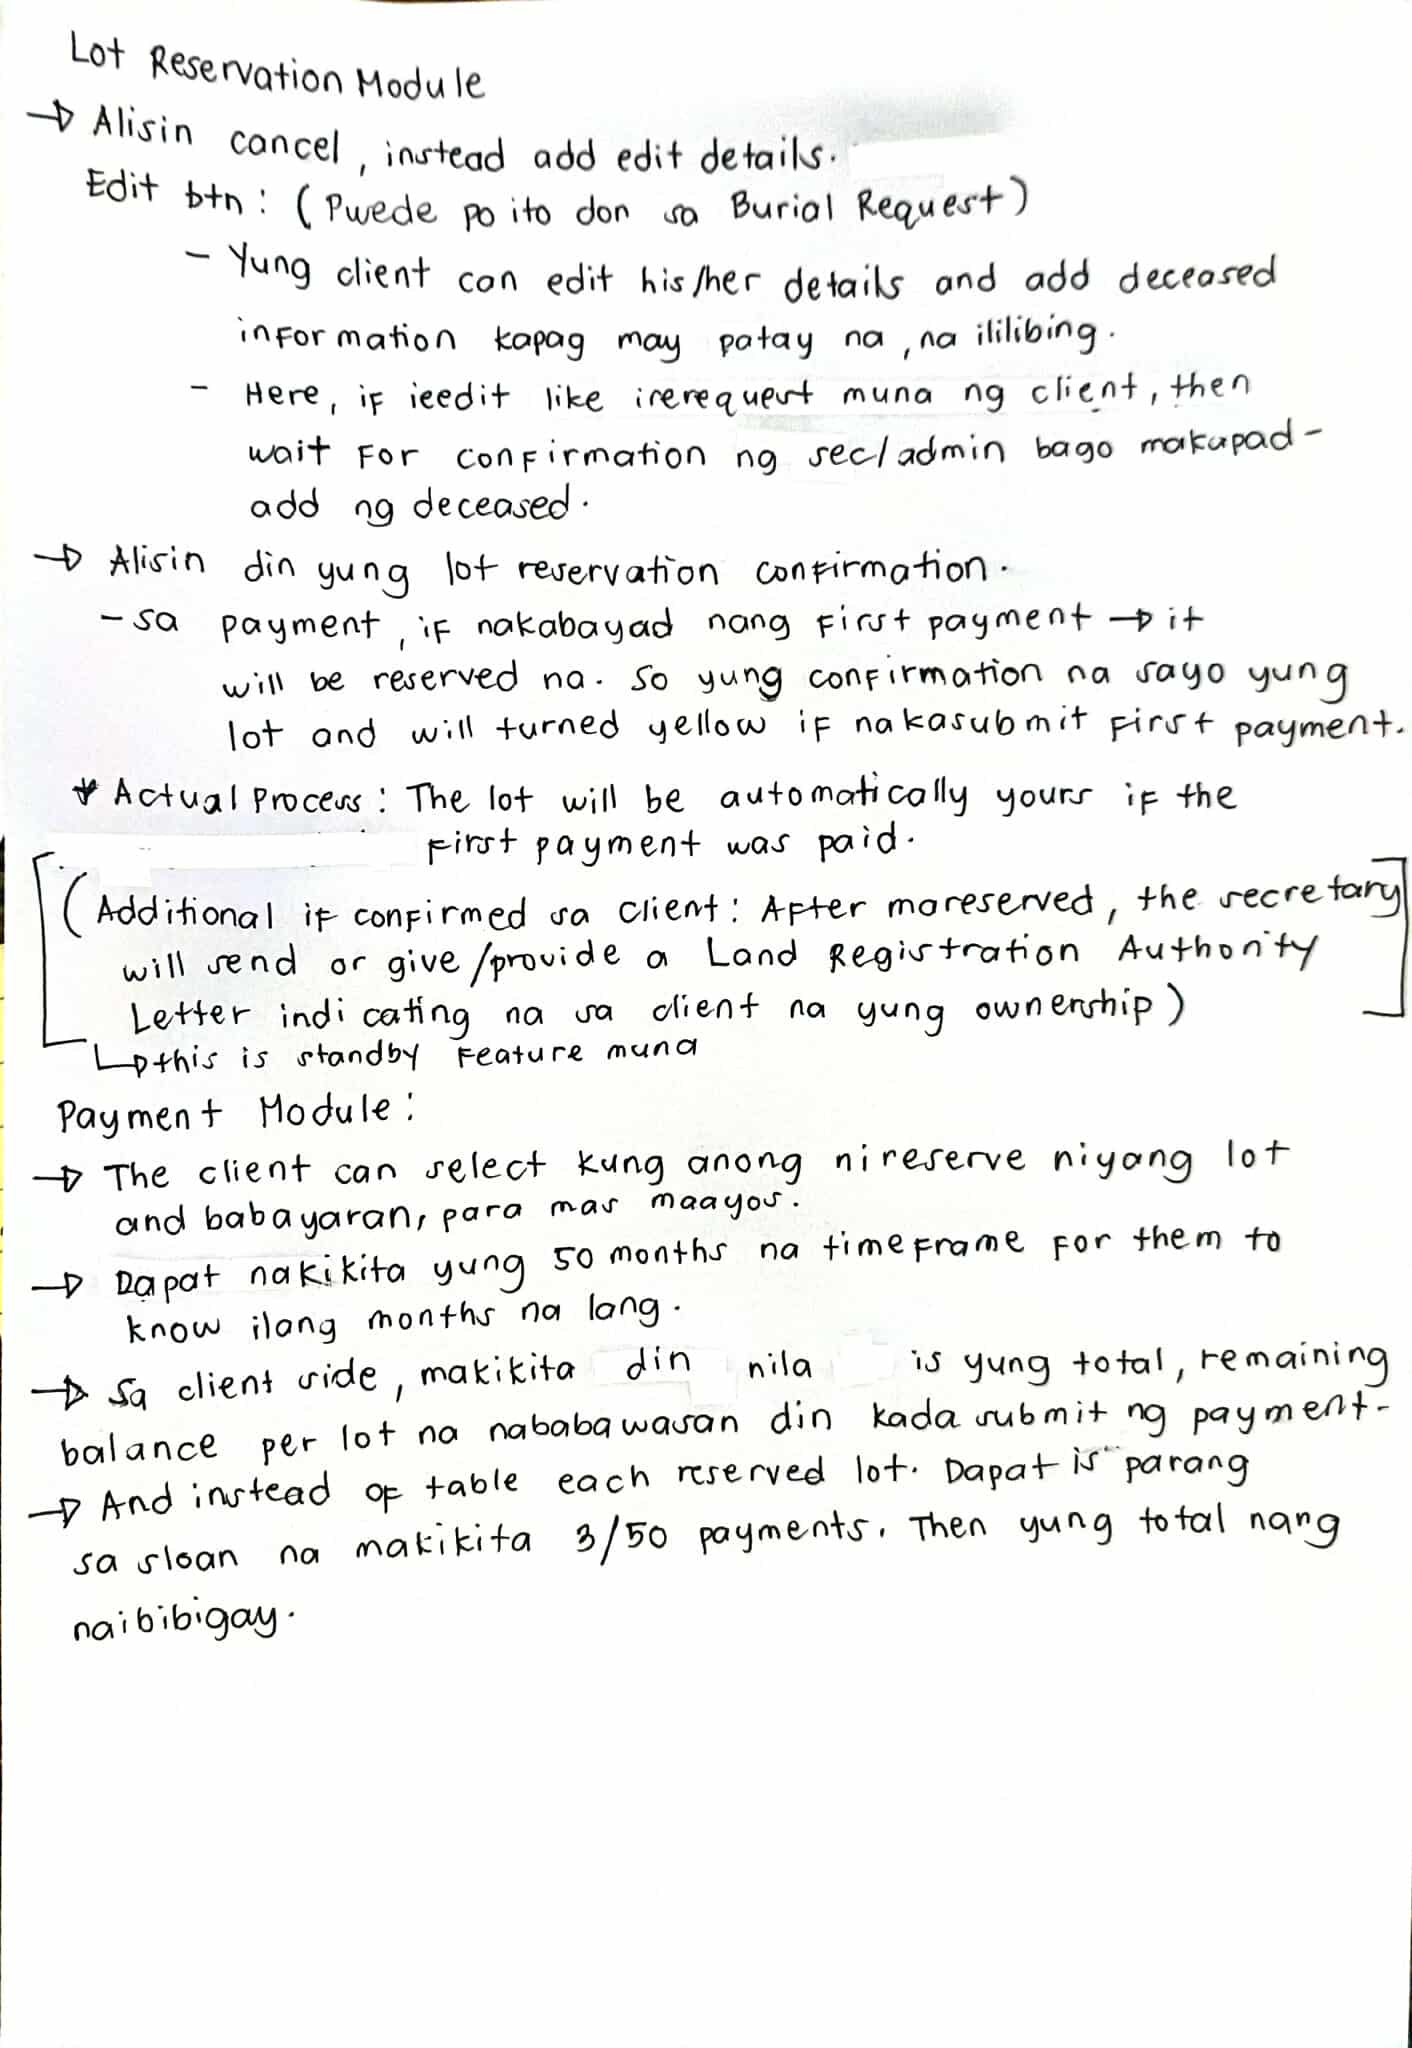 Lot Reservation Module
→ Alisin cancel, instead add edit details.
Edit btn: (Pwede po ito don sa Burial Request)
- Yung client can edit his/her details and add deceased
information kapag may patay na, na ililibing.
- Here, if ieedit like irerequest muna ng client, then
wait for confirmation ng sec/admin bago makapad-
add ng deceased.
→ Alisin din yung lot reservation confirmation.
- sa payment, if nakabayad nang first payment → it
will be reserved na. So yung confirmation na sayo yung
lot and will turned yellow if nakasubmit first payment.
* Actual Process: The lot will be automatically yours if the
first payment was paid.
[(Additional if confirmed sa client: After mareserved, the secretary
will send or give/provide a Land Registration Authority
Letter indicating na sa client na yung ownership)]
↳ this is standby feature muna
Payment Module:
→ The client can select kung anong nireserve niyang lot
and babayaran, para mas maayos.
→ Dapat nakikita yung 50 months na timeframe for them to
know ilang months na lang.
→ Sa client side, makikita din nila is yung total, remaining
balance per lot na nababawasan din kada submit ng payment.
→ And instead of table each reserved lot. Dapat is parang
sa sloan na makikita 3/50 payments. Then yung total nang
naibibigay.